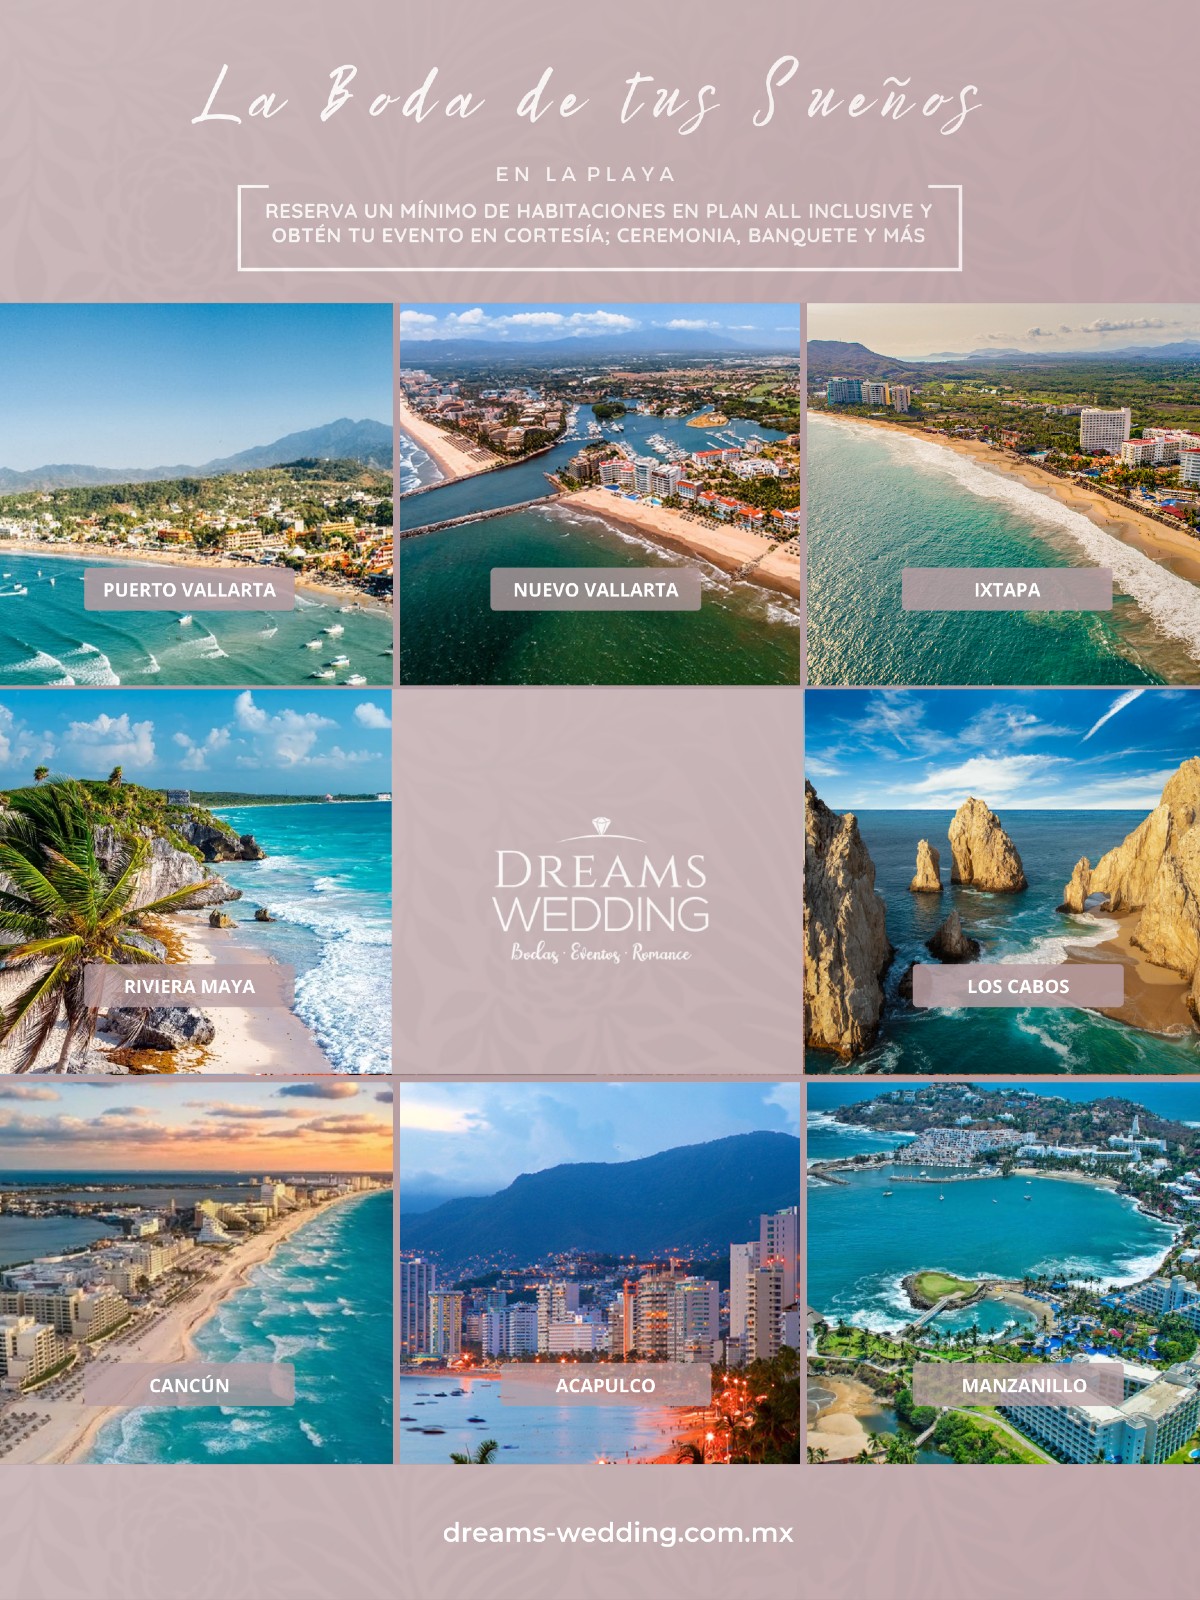 La Boda de tus Sueños
EN LA PLAYA
RESERVA UN MÍNIMO DE HABITACIONES EN PLAN ALL INCLUSIVE Y
OBTÉN TU EVENTO EN CORTESÍA; CEREMONIA, BANQUETE Y MÁS
PUERTO VALLARTA
NUEVO VALLARTA
IXTAPA
RIVIERA MAYA
DREAMS
WEDDING
Bodas · Eventos · Romance
LOS CABOS
CANCÚN
ACAPULCO
MANZANILLO
dreams-wedding.com.mx